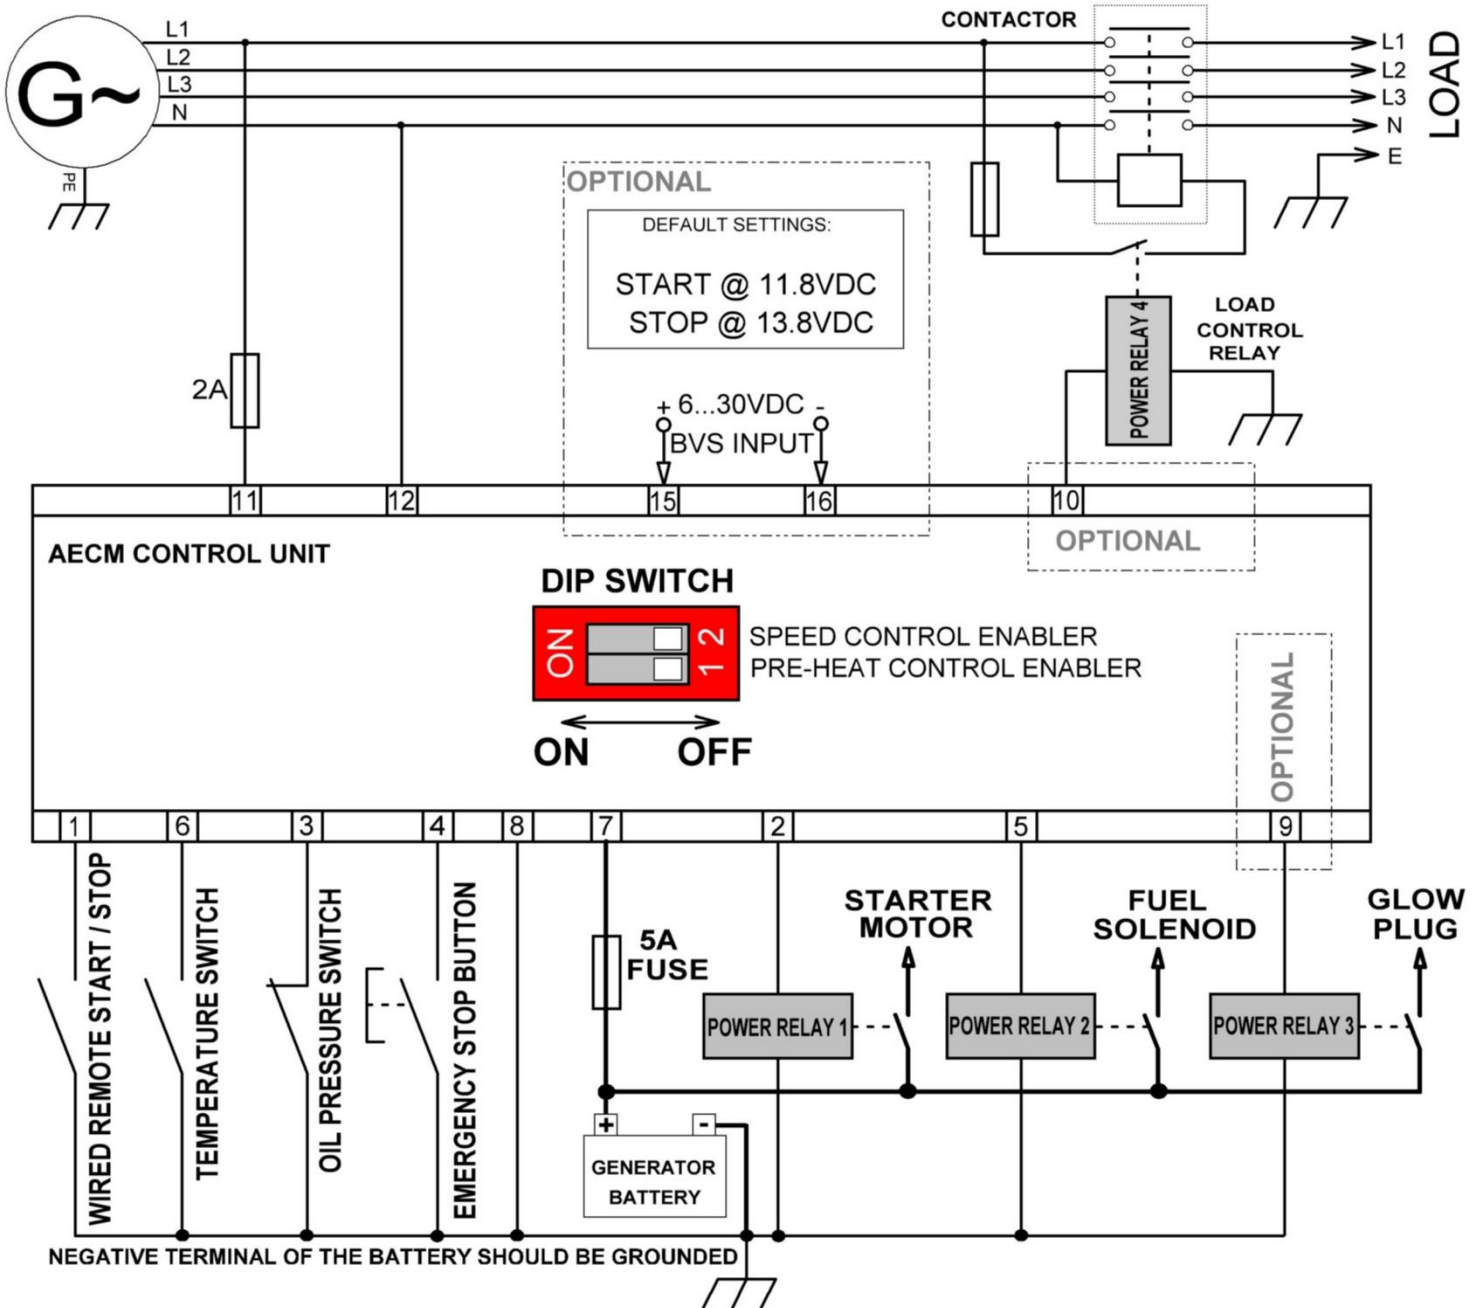 CONTACTOR
L1
L2
L3
N
G~
PE
L1
L2
L3
N
E
LOAD
OPTIONAL
DEFAULT SETTINGS:
START @ 11.8VDC
STOP @ 13.8VDC
2A
+ 6...30VDC -
BVS INPUT
POWER RELAY 4
LOAD
CONTROL
RELAY
11
12
15
16
10
AECM CONTROL UNIT
OPTIONAL
DIP SWITCH
ON
1 2
SPEED CONTROL ENABLER
PRE-HEAT CONTROL ENABLER
ON
OFF
OPTIONAL
1
6
3
4
8
7
2
5
9
WIRED REMOTE START / STOP
TEMPERATURE SWITCH
OIL PRESSURE SWITCH
EMERGENCY STOP BUTTON
5A
FUSE
STARTER
MOTOR
FUEL
SOLENOID
GLOW
PLUG
POWER RELAY 1
POWER RELAY 2
POWER RELAY 3
+
-
GENERATOR
BATTERY
NEGATIVE TERMINAL OF THE BATTERY SHOULD BE GROUNDED